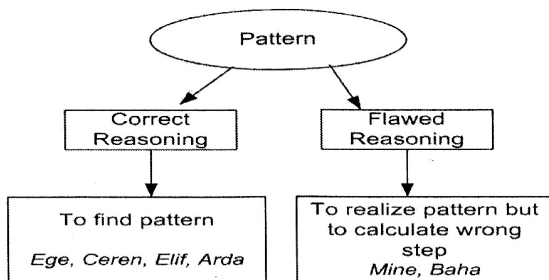 Pattern
Correct
Reasoning
Flawed
Reasoning
To find pattern
Ege, Ceren, Elif, Arda
To realize pattern but
to calculate wrong
step
Mine, Baha